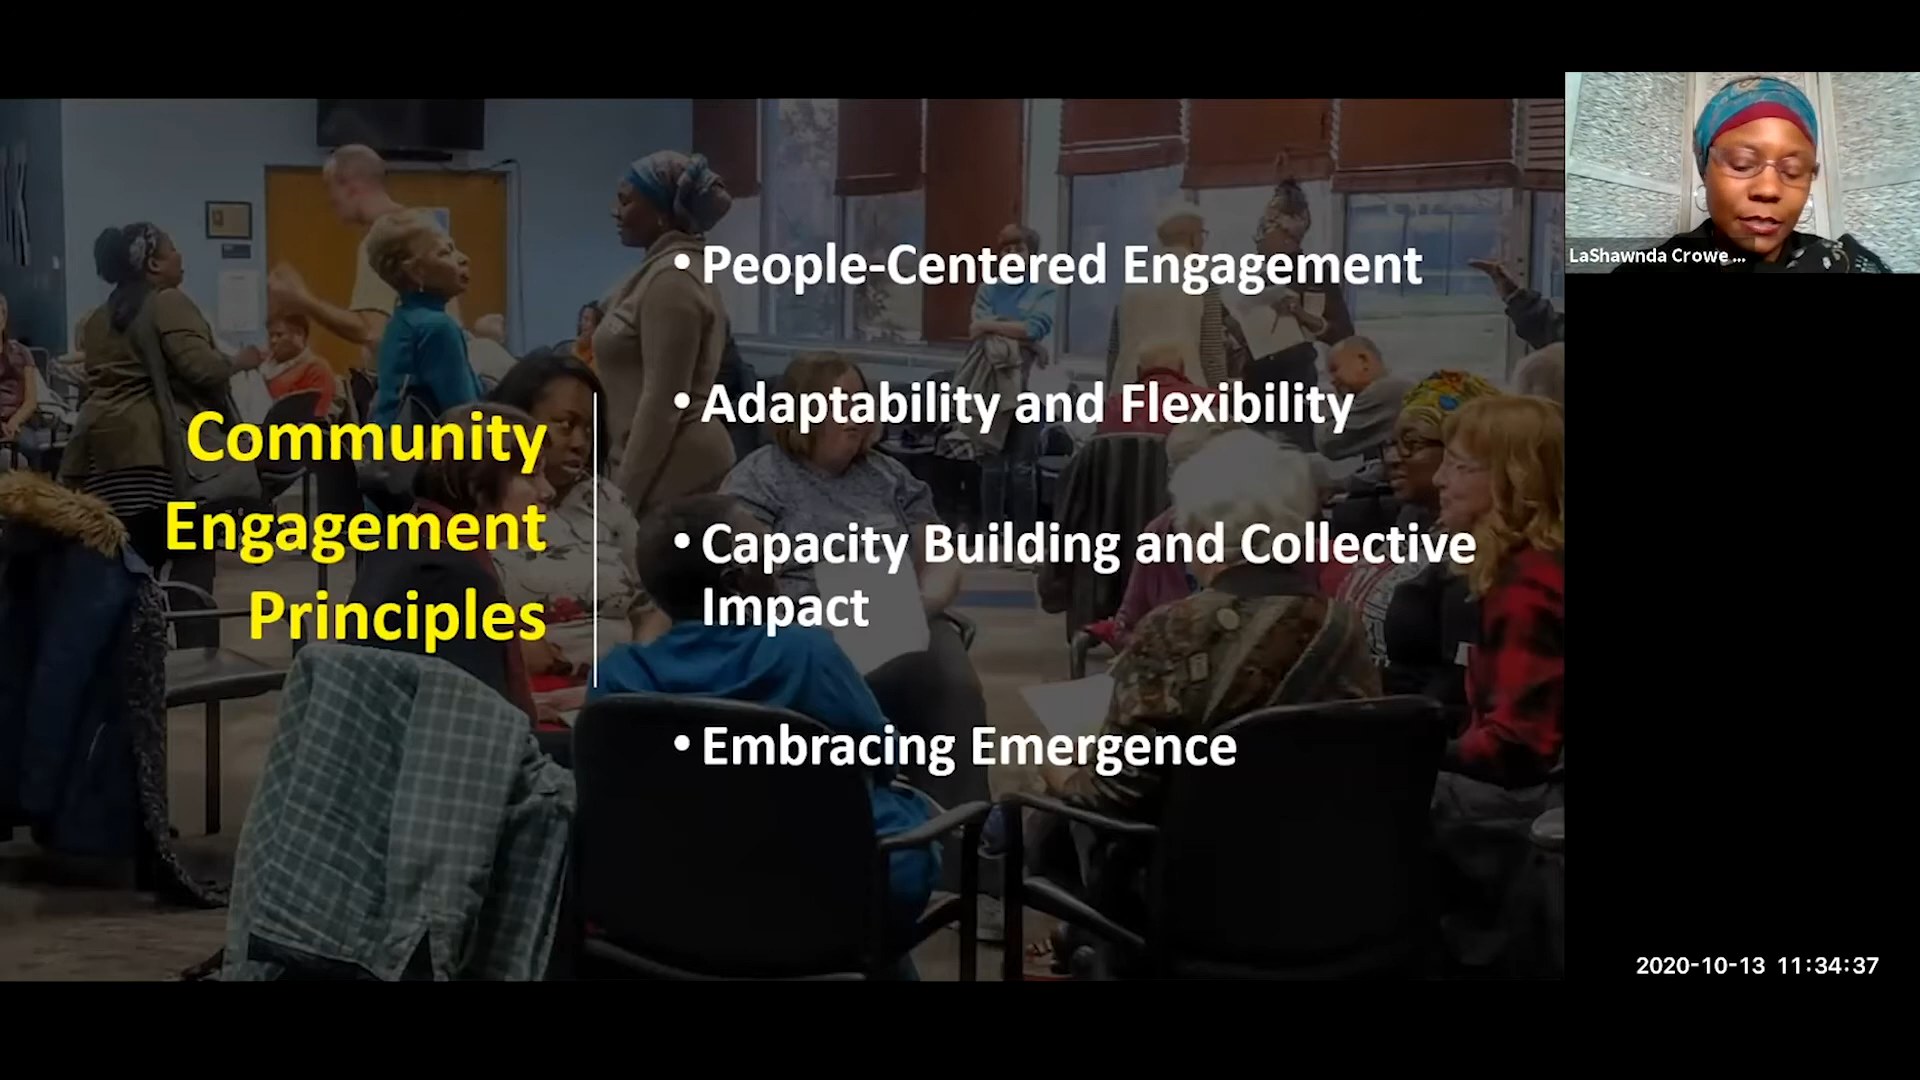 Community
Engagement
Principles
• People-Centered Engagement
• Adaptability and Flexibility
• Capacity Building and Collective
Impact
• Embracing Emergence
LaShawnda Crowe ...
2020-10-13 11:34:37